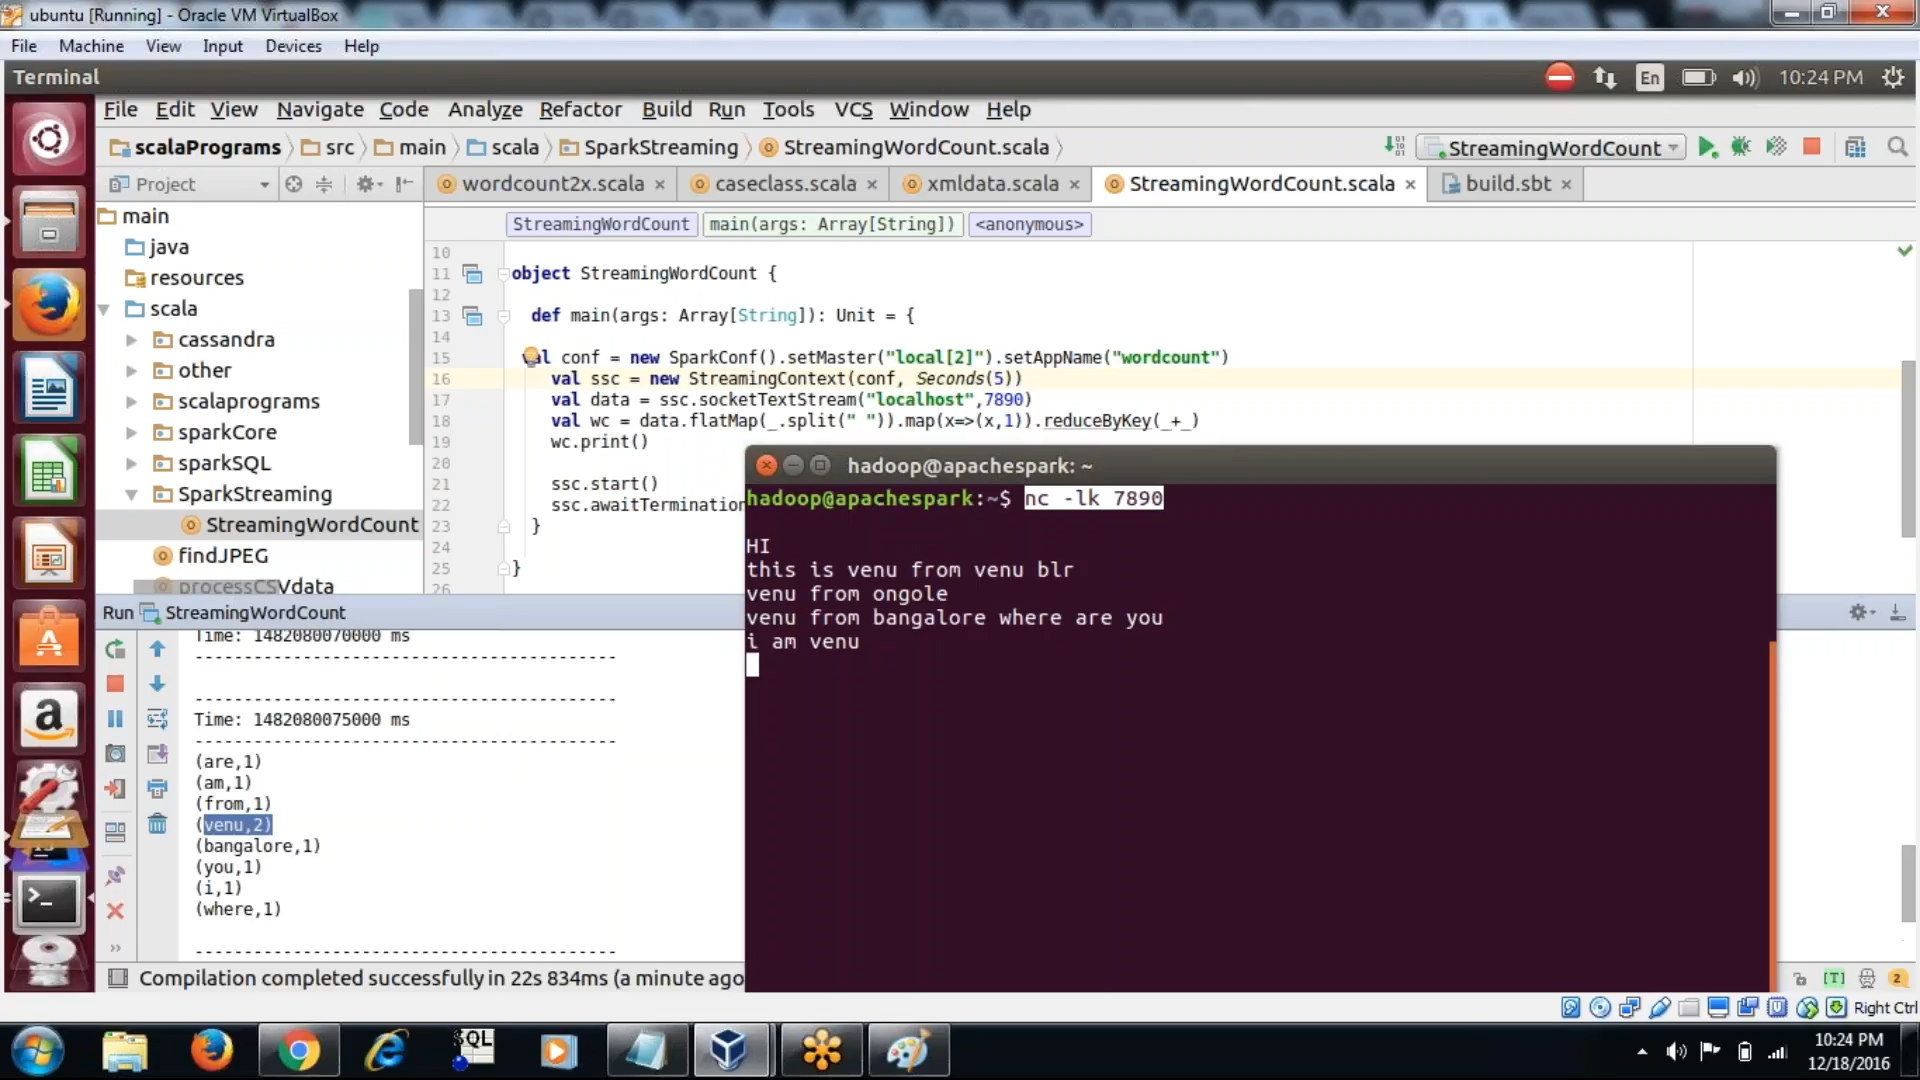 ubuntu [Running] - Oracle VM VirtualBox
File Machine View Input Devices Help
Terminal En 10:24 PM
File Edit View Navigate Code Analyze Refactor Build Run Tools VCS Window Help
scalaPrograms src main scala SparkStreaming StreamingWordCount.scala StreamingWordCount
Project wordcount2x.scala caseclass.scala xmldata.scala StreamingWordCount.scala build.sbt
main
java
resources
scala
cassandra
other
scalaprograms
sparkCore
sparkSQL
SparkStreaming
StreamingWordCount
findJPEG
processCSVdata
StreamingWordCount main(args: Array[String]) <anonymous>
10
11 object StreamingWordCount {
12
13 def main(args: Array[String]): Unit = {
14
15 val conf = new SparkConf().setMaster("local[2]").setAppName("wordcount")
16 val ssc = new StreamingContext(conf, Seconds(5))
17 val data = ssc.socketTextStream("localhost",7890)
18 val wc = data.flatMap(_.split(" ")).map(x=>(x,1)).reduceByKey(_+_)
19 wc.print()
20
21 ssc.start()
22 ssc.awaitTermination
23 }
24
25 }
26
hadoop@apachespark: ~
hadoop@apachespark:~$ nc -lk 7890
HI
this is venu from venu blr
venu from ongole
venu from bangalore where are you
i am venu
Run StreamingWordCount
Time: 1482080070000 ms
-------------------------------------------
-------------------------------------------
Time: 1482080075000 ms
-------------------------------------------
(are,1)
(am,1)
(from,1)
(venu,2)
(bangalore,1)
(you,1)
(i,1)
(where,1)
-------------------------------------------
Compilation completed successfully in 22s 834ms (a minute ago
[T] 2
Right Ctrl
SQL
10:24 PM
12/18/2016